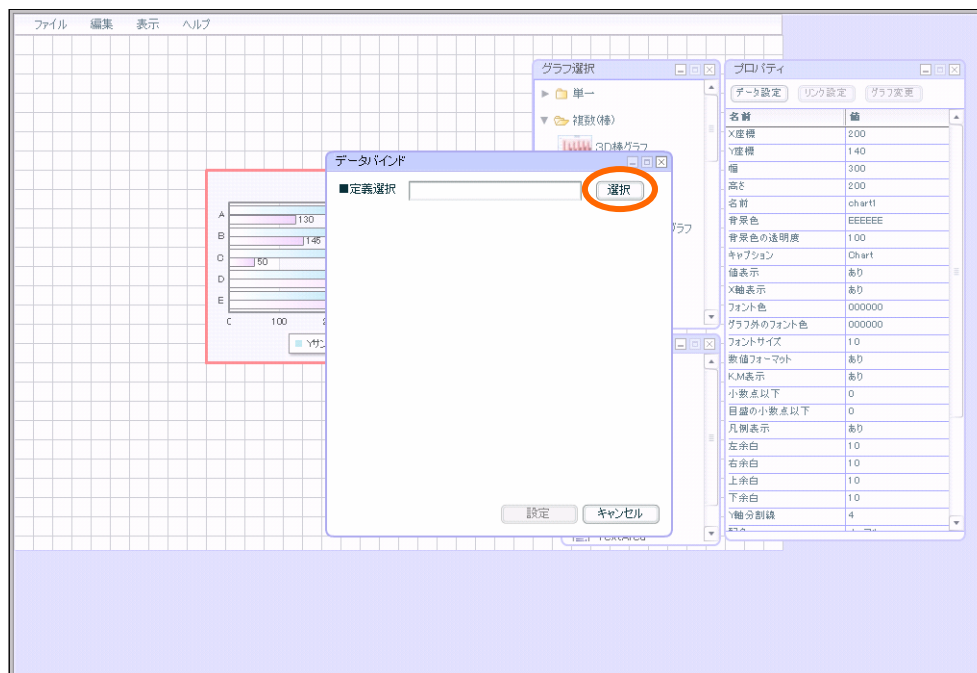 ファイル 編集 表示 ヘルプ
グラフ選択
単一
複数(棒)
3D棒グラフ
データバインド
■定義選択
選択
設定 キャンセル
A
130
B
145
C
50
D
E
0 100
TextArea
プロパティ
データ設定 リンク設定 グラフ変更
名前 値
X座標 200
Y座標 140
幅 300
高さ 200
名前 chart1
背景色 EEEEEE
背景色の透明度 100
キャプション Chart
値表示 あり
X軸表示 あり
フォント色 000000
グラフ外のフォント色 000000
フォントサイズ 10
数値フォーマット あり
K,M表示 あり
小数点以下 0
目盛の小数点以下 0
凡例表示 あり
左余白 10
右余白 10
上余白 10
下余白 10
Y軸分割線 4